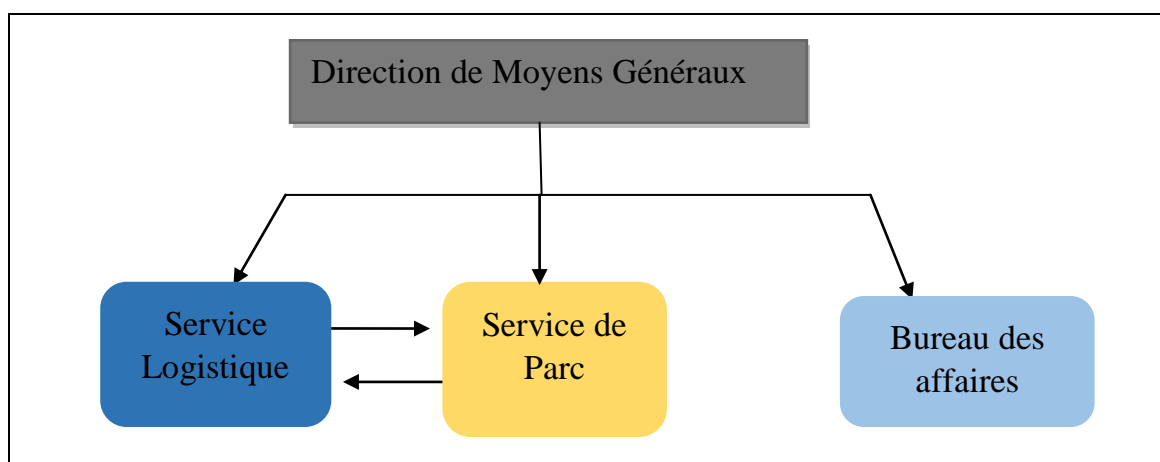 Direction de Moyens Généraux
Service
Logistique
Service de
Parc
Bureau des
affaires